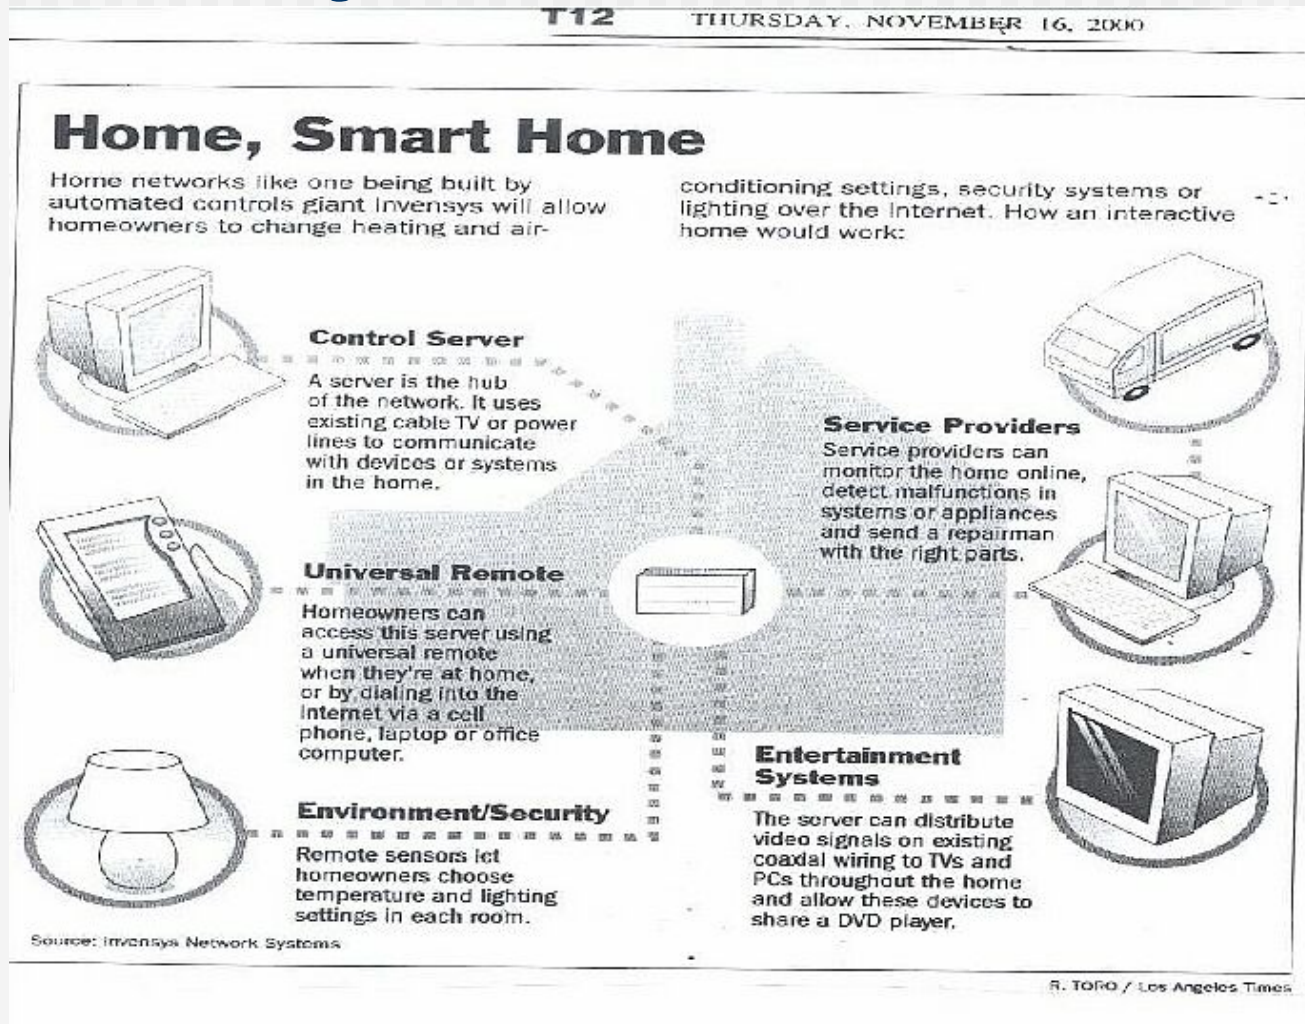 T12 THURSDAY, NOVEMBER 16, 2000
Home, Smart Home
Home networks like one being built by
automated controls giant Invensys will allow
homeowners to change heating and air-
conditioning settings, security systems or
lighting over the Internet. How an interactive
home would work:
Control Server
A server is the hub
of the network. It uses
existing cable TV or power
lines to communicate
with devices or systems
in the home.
Service Providers
Service providers can
monitor the home online,
detect malfunctions in
systems or appliances
and send a repairman
with the right parts.
Universal Remote
Homeowners can
access this server using
a universal remote
when they're at home,
or by dialing into the
Internet via a cell
phone, laptop or office
computer.
Environment/Security
Remote sensors let
homeowners choose
temperature and lighting
settings in each room.
Entertainment
Systems
The server can distribute
video signals on existing
coaxial wiring to TVs and
PCs throughout the home
and allow these devices to
share a DVD player.
Source: Invensys Network Systems
R. TORO / Los Angeles Times